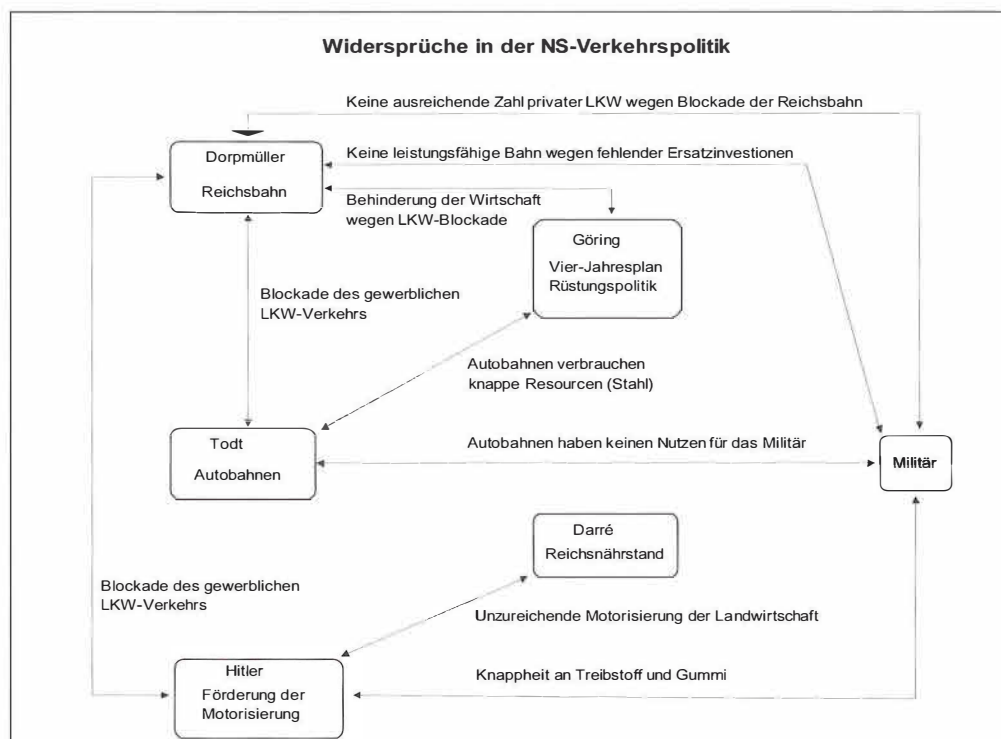 Widersprüche in der NS-Verkehrspolitik
Keine ausreichende Zahl privater LKW wegen Blockade der Reichsbahn
Dorpmüller
Reichsbahn
Keine leistungsfähige Bahn wegen fehlender Ersatzinvestionen
Behinderung der Wirtschaft
wegen LKW-Blockade
Göring
Vier-Jahresplan
Rüstungspolitik
Blockade des gewerblichen
LKW-Verkehrs
Autobahnen verbrauchen
knappe Resourcen (Stahl)
Todt
Autobahnen
Autobahnen haben keinen Nutzen für das Militär
Militär
Darré
Reichsnährstand
Blockade des gewerblichen
LKW-Verkehrs
Unzureichende Motorisierung der Landwirtschaft
Hitler
Förderung der
Motorisierung
Knappheit an Treibstoff und Gummi